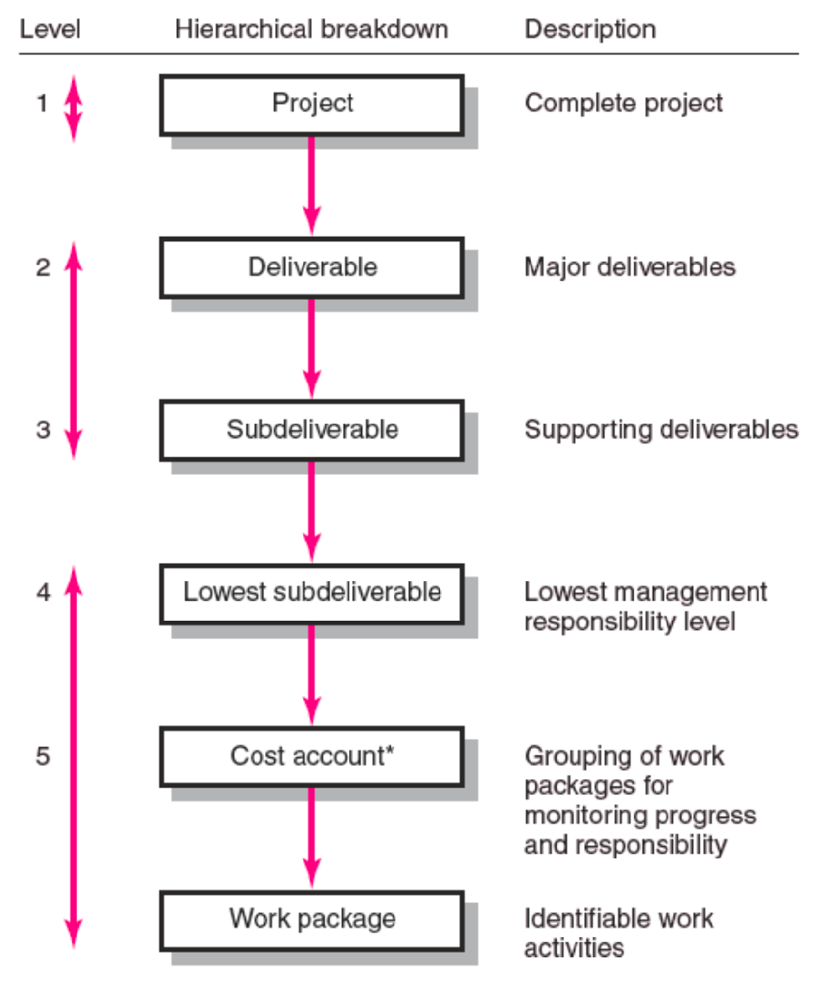 Level Hierarchical breakdown Description
1 Project Complete project
2 Deliverable Major deliverables
3 Subdeliverable Supporting deliverables
4 Lowest subdeliverable Lowest management
responsibility level
5 Cost account* Grouping of work
packages for
monitoring progress
and responsibility
Work package Identifiable work
activities